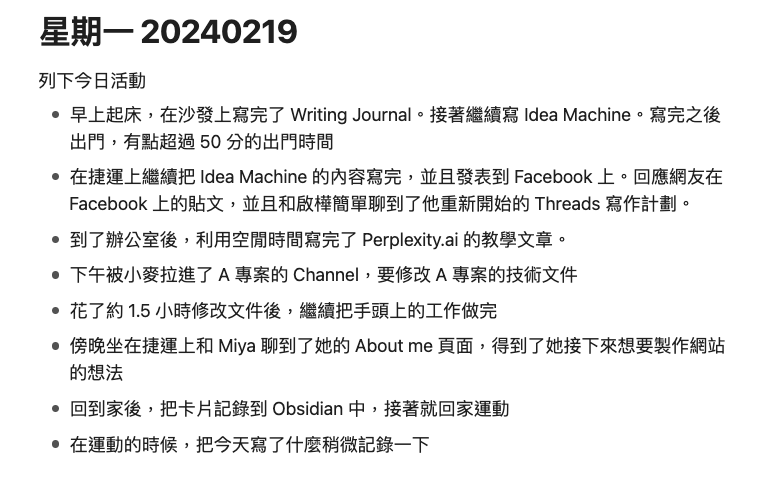 星期一 20240219
列下今日活動
• 早上起床，在沙發上寫完了 Writing Journal。接著繼續寫 Idea Machine。寫完之後
出門，有點超過 50 分的出門時間
• 在捷運上繼續把 Idea Machine 的內容寫完，並且發表到 Facebook 上。回應網友在
Facebook 上的貼文，並且和啟樺簡單聊到了他重新開始的 Threads 寫作計劃。
• 到了辦公室後，利用空閒時間寫完了 Perplexity.ai 的教學文章。
• 下午被小麥拉進了 A 專案的 Channel，要修改 A 專案的技術文件
• 花了約 1.5 小時修改文件後，繼續把手頭上的工作做完
• 傍晚坐在捷運上和 Miya 聊到了她的 About me 頁面，得到了她接下來想要製作網站
的想法
• 回到家後，把卡片記錄到 Obsidian 中，接著就回家運動
• 在運動的時候，把今天寫了什麼稍微記錄一下